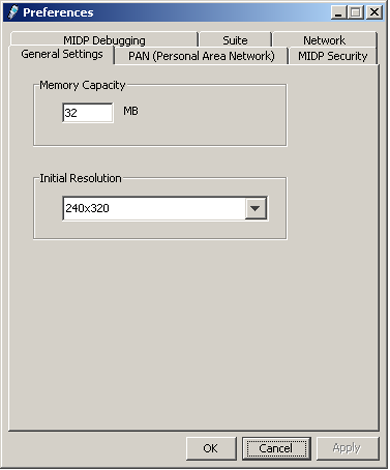 Preferences
MIDP Debugging Suite Network
General Settings PAN (Personal Area Network) MIDP Security
Memory Capacity
32 MB
Initial Resolution
240x320
OK Cancel Apply